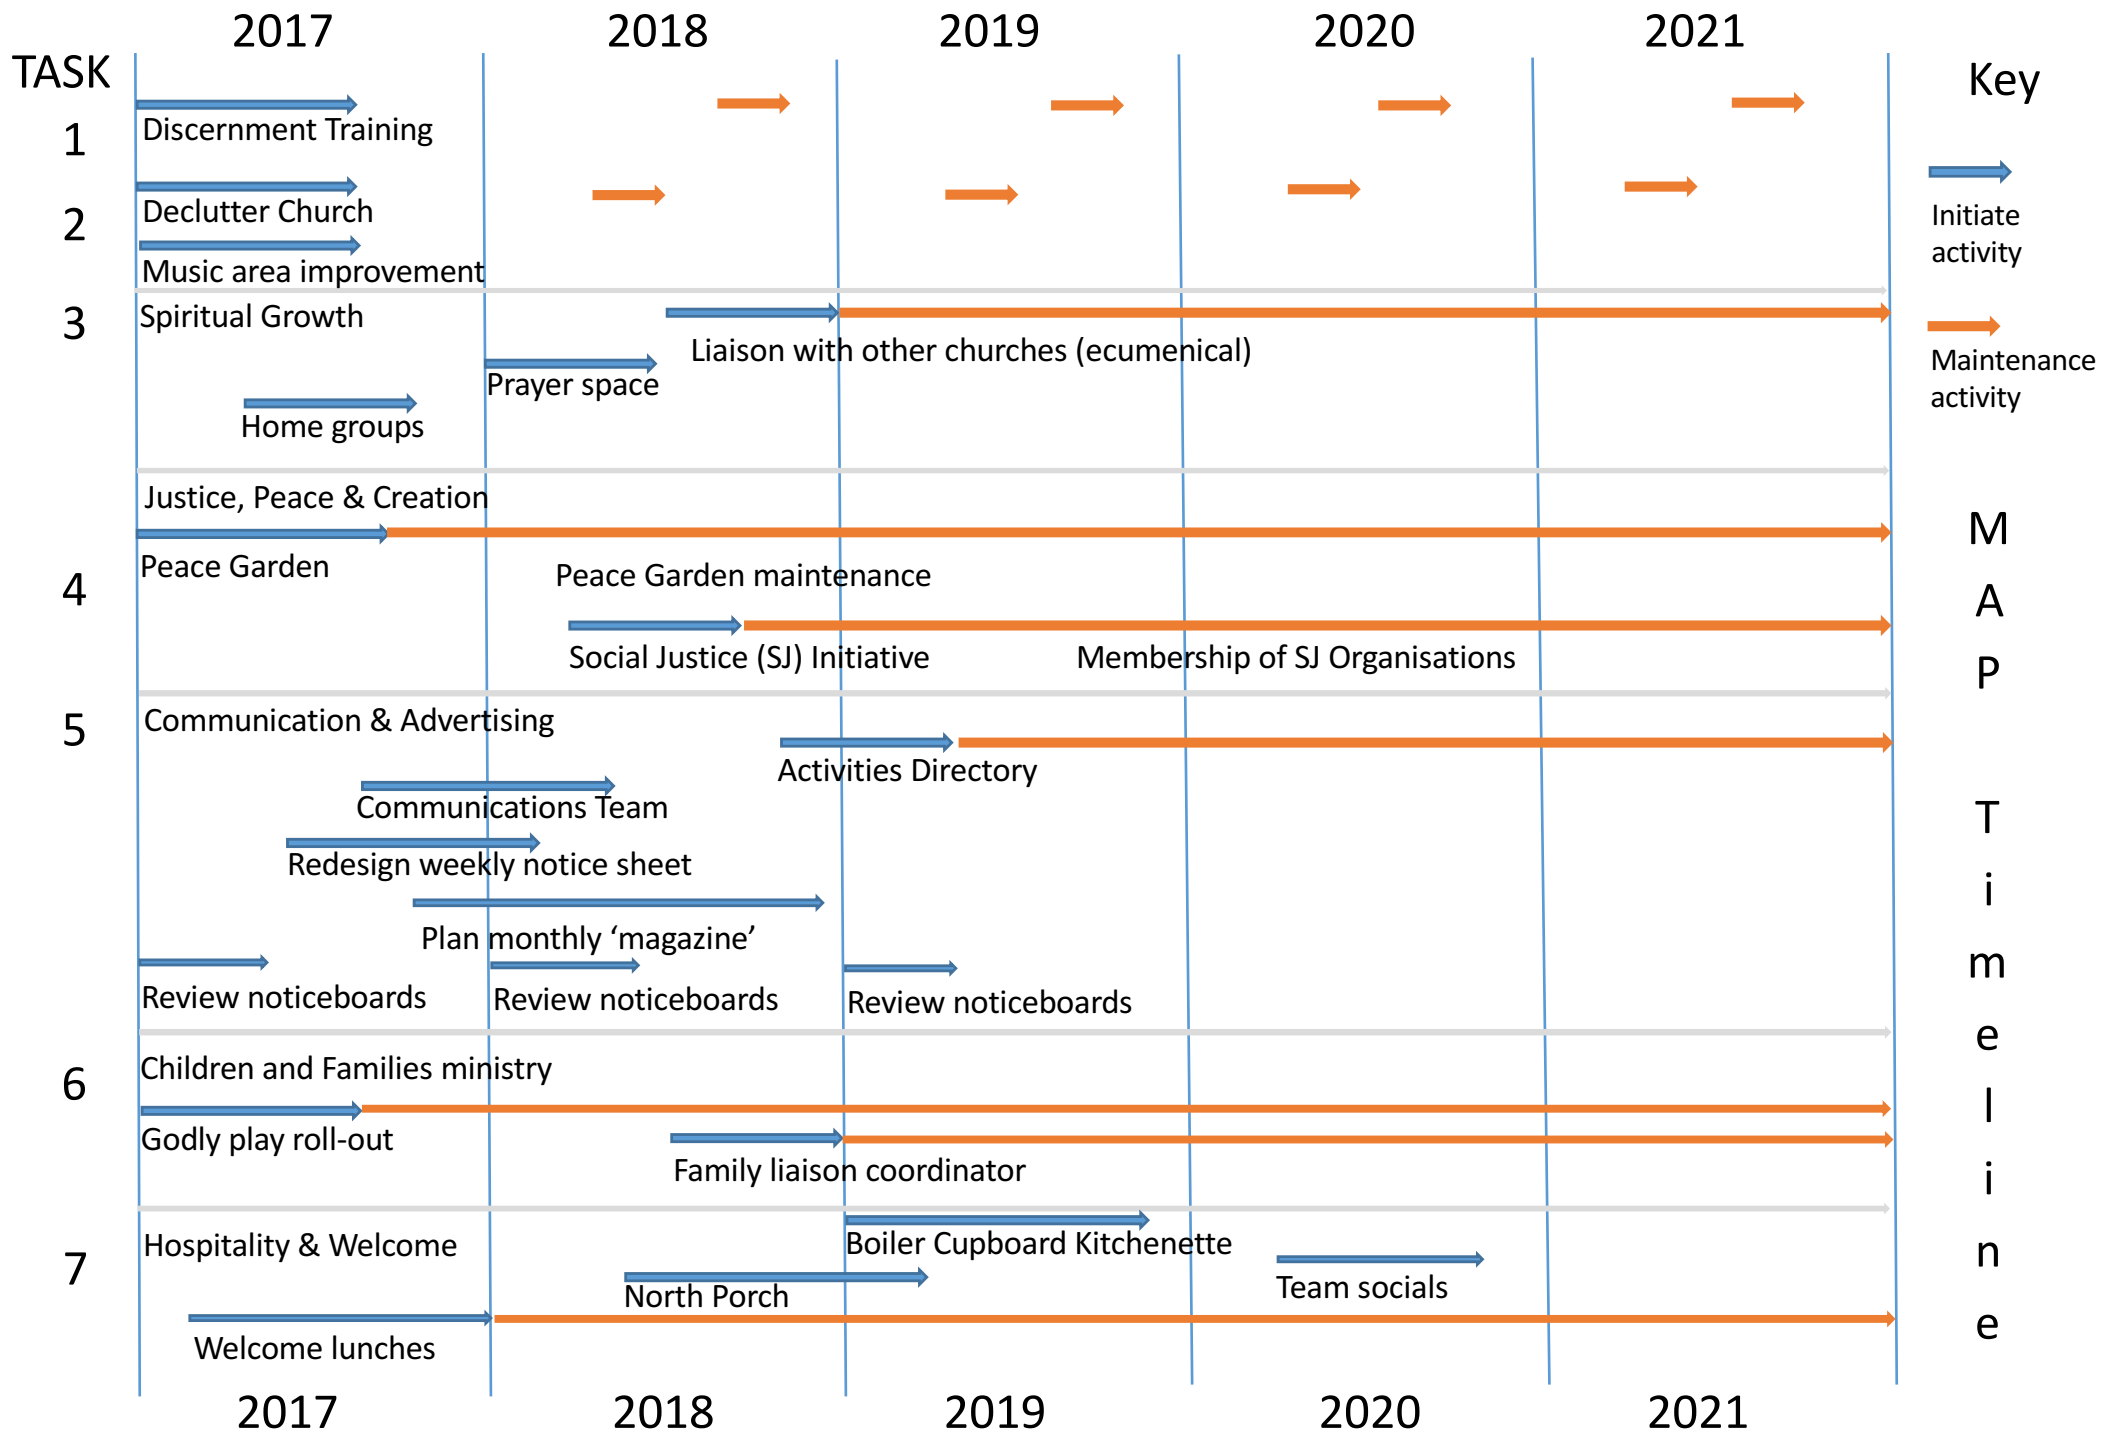 2017 2018 2019 2020 2021
TASK
Key
1
Discernment Training
2
Declutter Church
Music area improvement
Initiate
activity
3
Spiritual Growth
Liaison with other churches (ecumenical)
Prayer space
Home groups
Maintenance
activity
Justice, Peace & Creation
4
Peace Garden
Peace Garden maintenance
Social Justice (SJ) Initiative
Membership of SJ Organisations
5
Communication & Advertising
Activities Directory
Communications Team
Redesign weekly notice sheet
Plan monthly ‘magazine’
Review noticeboards
Review noticeboards
Review noticeboards
6
Children and Families ministry
Godly play roll-out
Family liaison coordinator
7
Hospitality & Welcome
Boiler Cupboard Kitchenette
North Porch
Team socials
Welcome lunches
M
A
P
T
i
m
e
l
i
n
e
2017 2018 2019 2020 2021